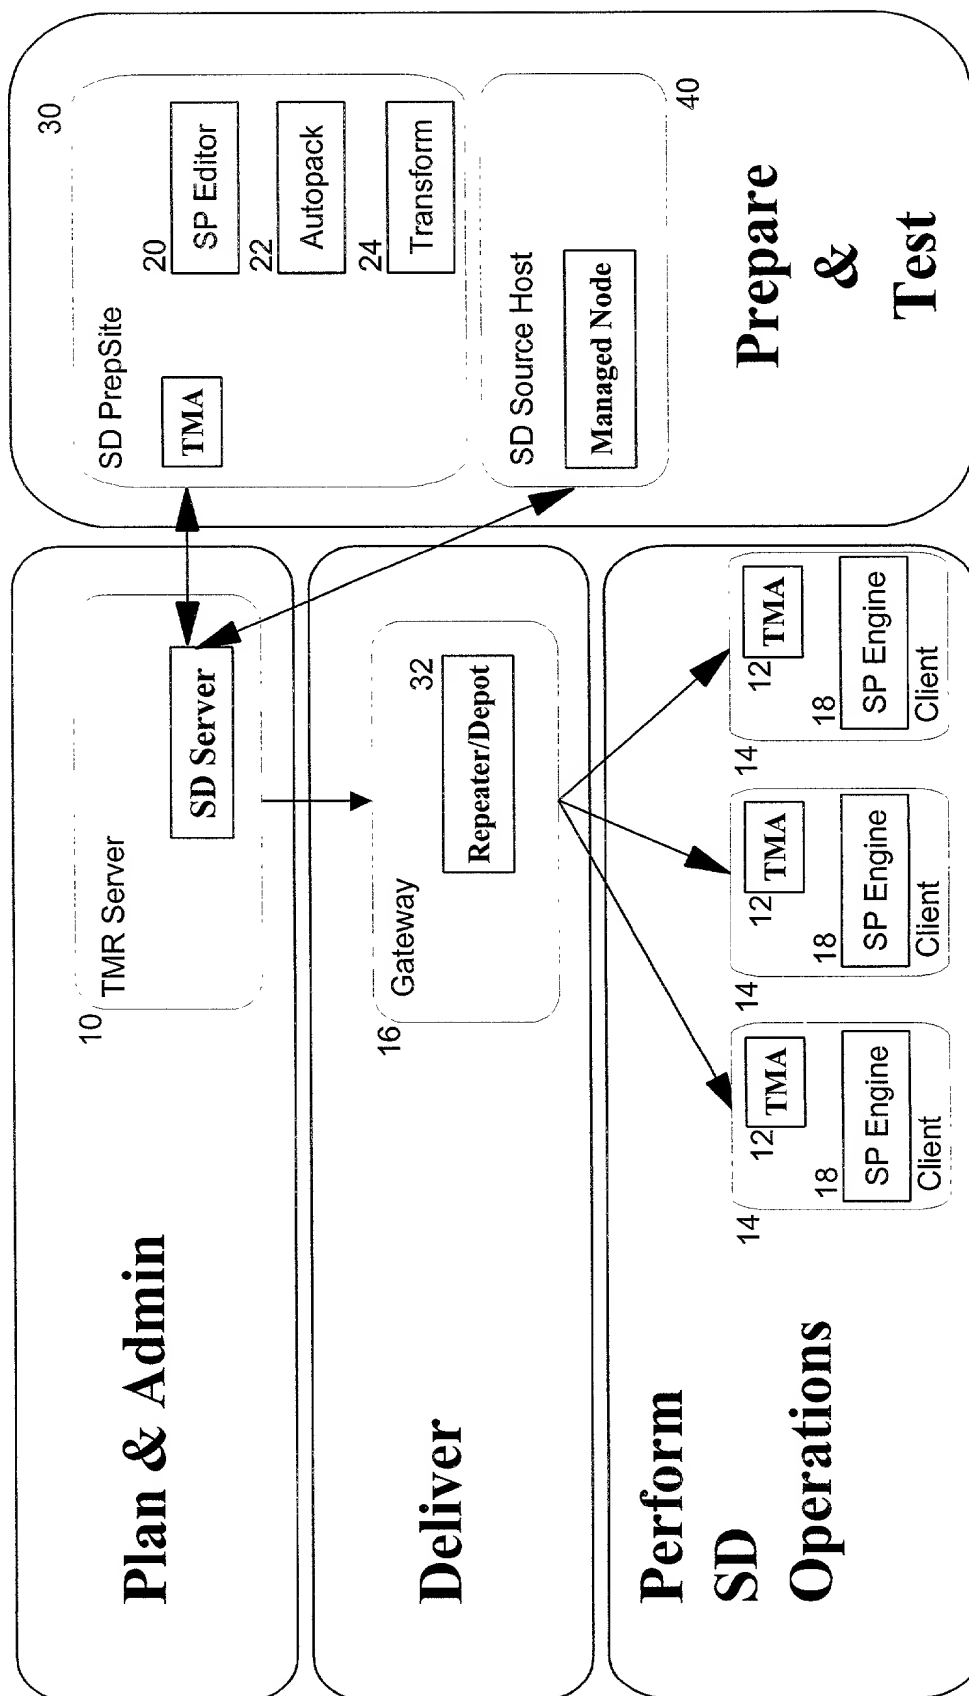 Plan & Admin
10
TMR Server
SD Server
Deliver
16
Gateway
32
Repeater/Depot
Perform
SD
Operations
14
12
TMA
18
SP Engine
Client
14
12
TMA
18
SP Engine
Client
14
12
TMA
18
SP Engine
Client
30
SD PrepSite
TMA
20
SP Editor
22
Autopack
24
Transform
SD Source Host
Managed Node
40
Prepare
&
Test